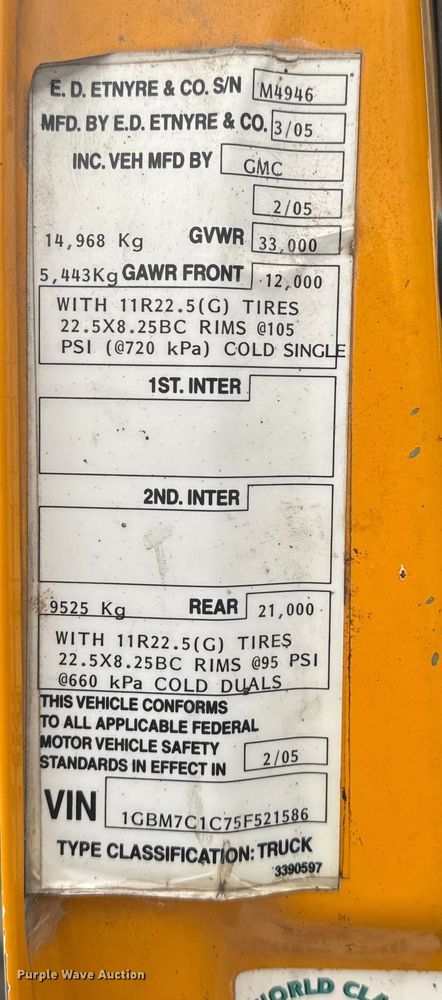 E. D. ETNYRE & CO. S/N M4946
MFD. BY E.D. ETNYRE & CO. 3/05
INC. VEH MFD BY GMC
2/05
14,968 Kg GVWR 33,000
5,443Kg GAWR FRONT 12,000
WITH 11R22.5(G) TIRES
22.5X8.25BC RIMS @105
PSI (@720 kPa) COLD SINGLE
1ST. INTER
2ND. INTER
9525 Kg REAR 21,000
WITH 11R22.5(G) TIRES
22.5X8.25BC RIMS @95 PSI
@660 kPa COLD DUALS
THIS VEHICLE CONFORMS
TO ALL APPLICABLE FEDERAL
MOTOR VEHICLE SAFETY
STANDARDS IN EFFECT IN 2/05
VIN 1GBM7C1C75F521586
TYPE CLASSIFICATION: TRUCK
3390597
Purple Wave Auction